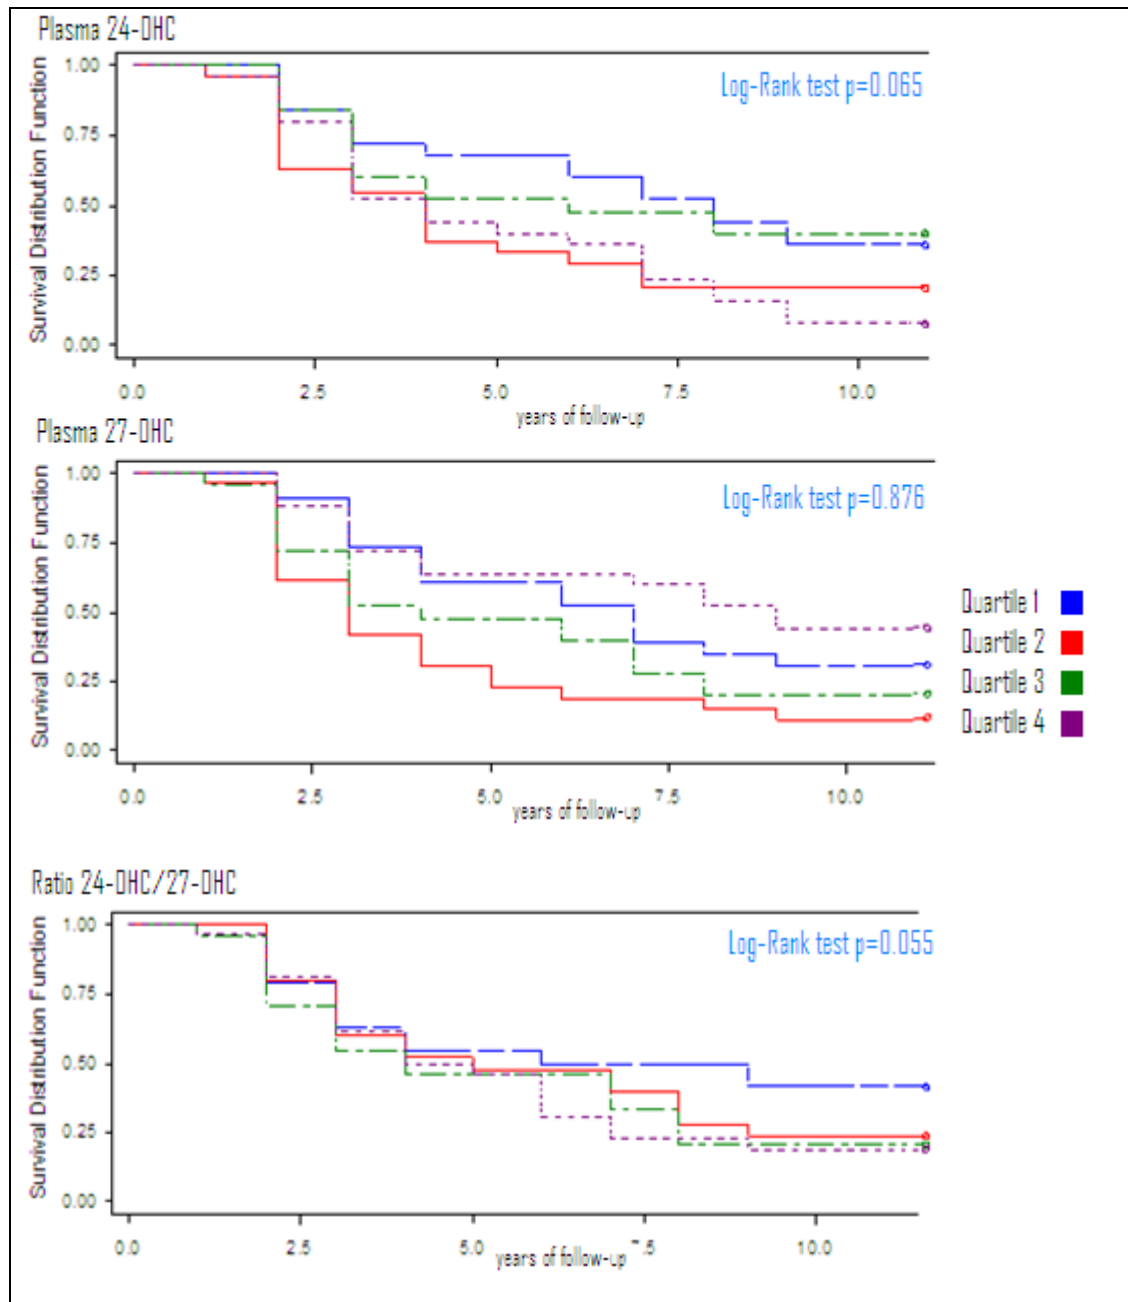 Plasma 24-OHC
Survival Distribution Function
1.00
0.75
0.50
0.25
0.00
Log-Rank test p=0.065
0.0 2.5 5.0 7.5 10.0
years of follow-up
Plasma 27-OHC
Survival Distribution Function
1.00
0.75
0.50
0.25
0.00
Log-Rank test p=0.876
0.0 2.5 5.0 7.5 10.0
years of follow-up
Quartile 1
Quartile 2
Quartile 3
Quartile 4
Ratio 24-OHC/27-OHC
Survival Distribution Function
1.00
0.75
0.50
0.25
0.00
Log-Rank test p=0.055
0.0 2.5 5.0 7.5 10.0
years of follow-up